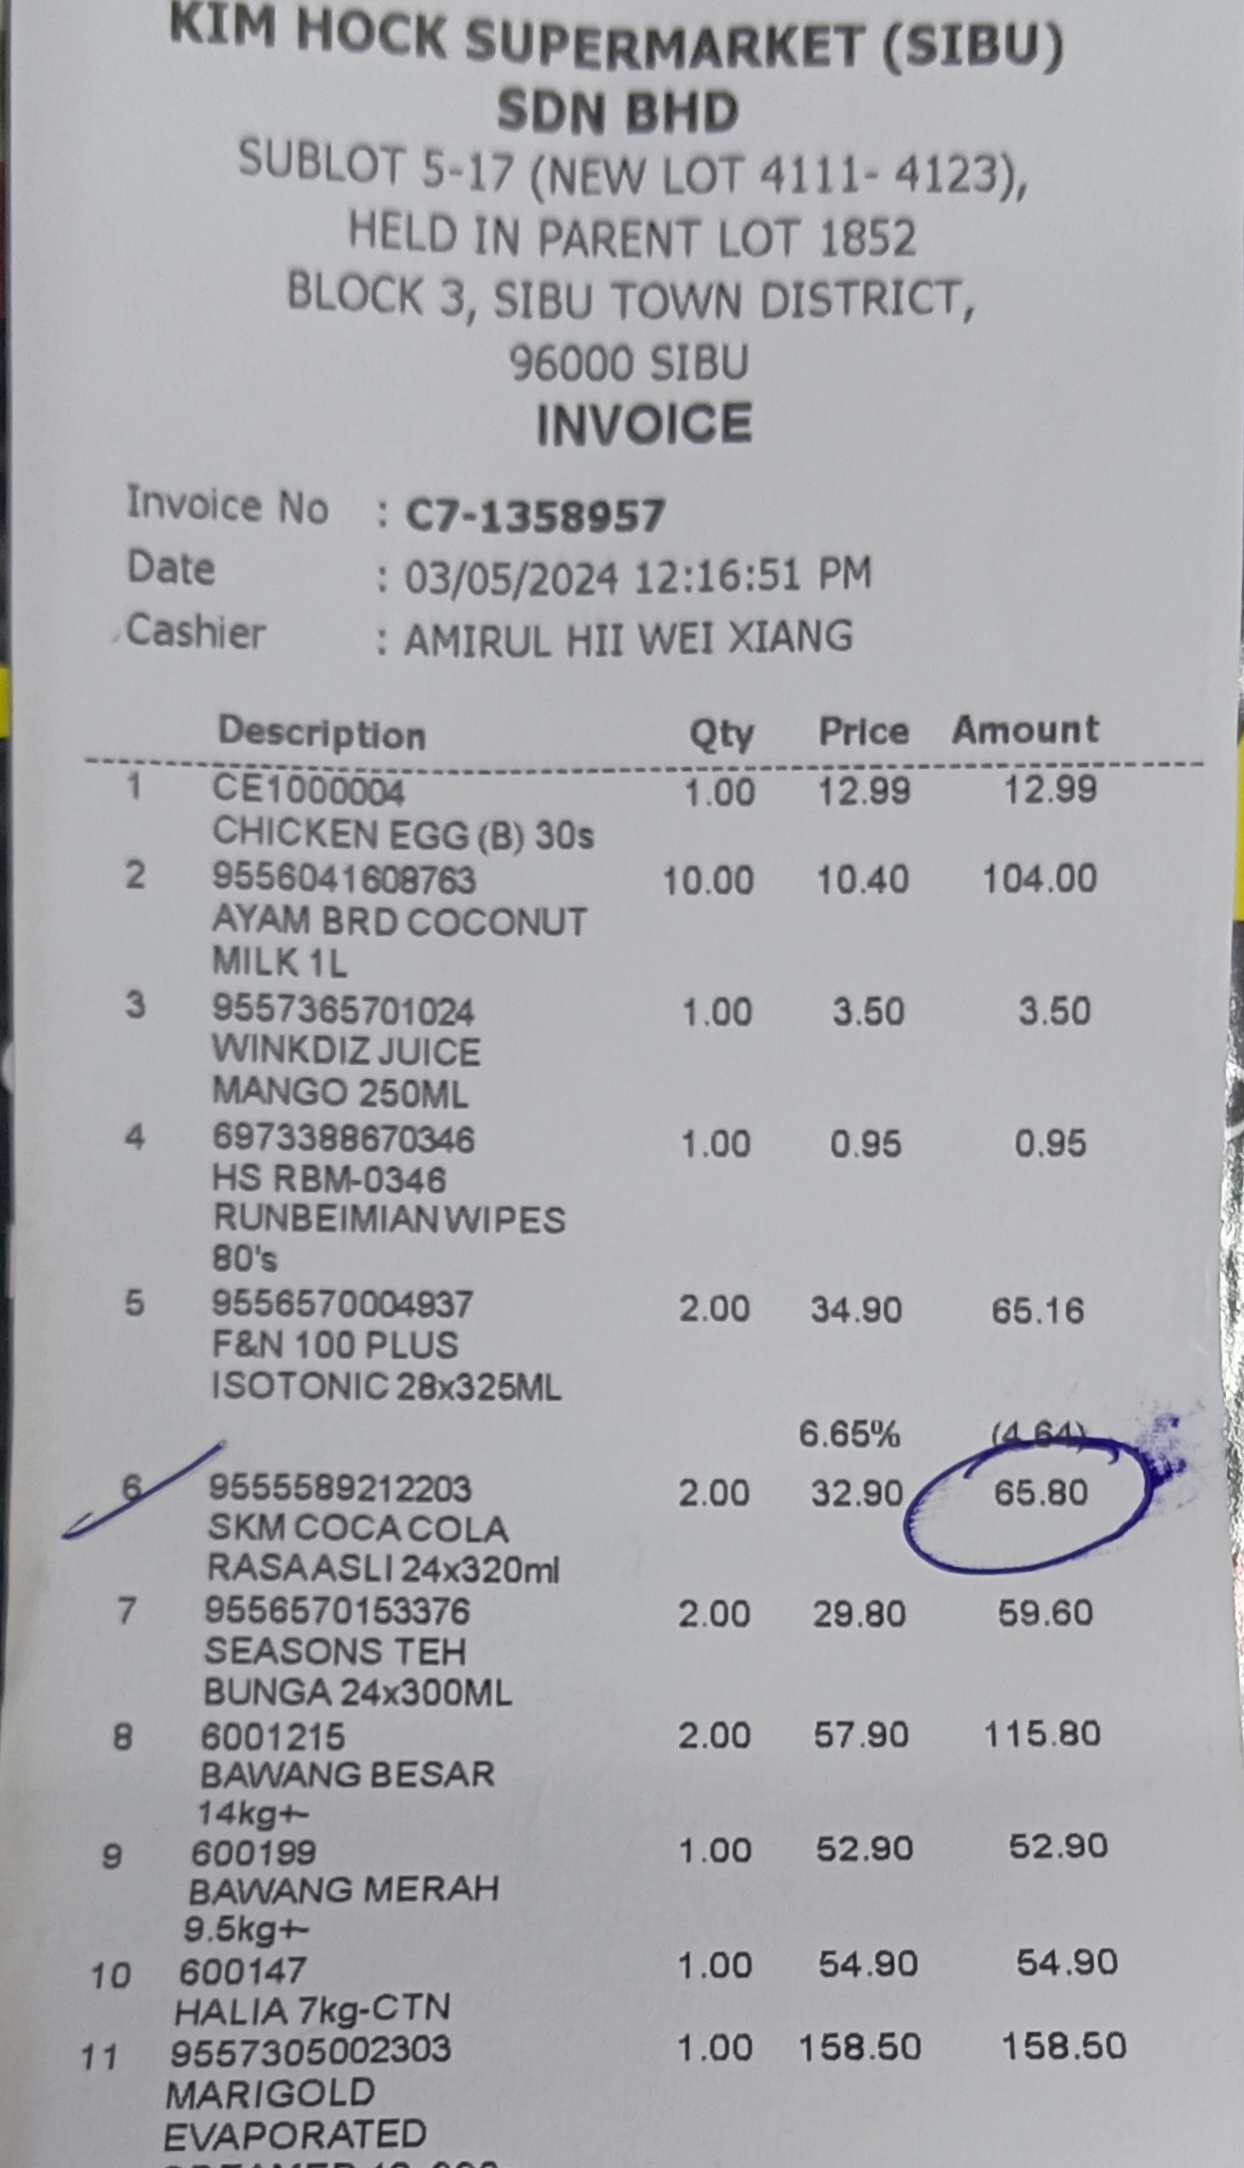 KIM HOCK SUPERMARKET (SIBU)
SDN BHD
SUBLOT 5-17 (NEW LOT 4111- 4123),
HELD IN PARENT LOT 1852
BLOCK 3, SIBU TOWN DISTRICT,
96000 SIBU
INVOICE
Invoice No : C7-1358957
Date : 03/05/2024 12:16:51 PM
Cashier : AMIRUL HII WEI XIANG
Description Qty Price Amount
1 CE1000004 1.00 12.99 12.99
CHICKEN EGG (B) 30s
2 9556041608763 10.00 10.40 104.00
AYAM BRD COCONUT
MILK 1L
3 9557365701024 1.00 3.50 3.50
WINKDIZ JUICE
MANGO 250ML
4 6973388670346 1.00 0.95 0.95
HS RBM-0346
RUNBEIMIAN WIPES
80's
5 9556570004937 2.00 34.90 65.16
F&N 100 PLUS
ISOTONIC 28x325ML
6.65% (4.64)
6 9555589212203 2.00 32.90 65.80
SKM COCA COLA
RASA ASLI 24x320ml
7 9556570153376 2.00 29.80 59.60
SEASONS TEH
BUNGA 24x300ML
8 6001215 2.00 57.90 115.80
BAWANG BESAR
14kg+-
9 600199 1.00 52.90 52.90
BAWANG MERAH
9.5kg+-
10 600147 1.00 54.90 54.90
HALIA 7kg-CTN
11 9557305002303 1.00 158.50 158.50
MARIGOLD
EVAPORATED